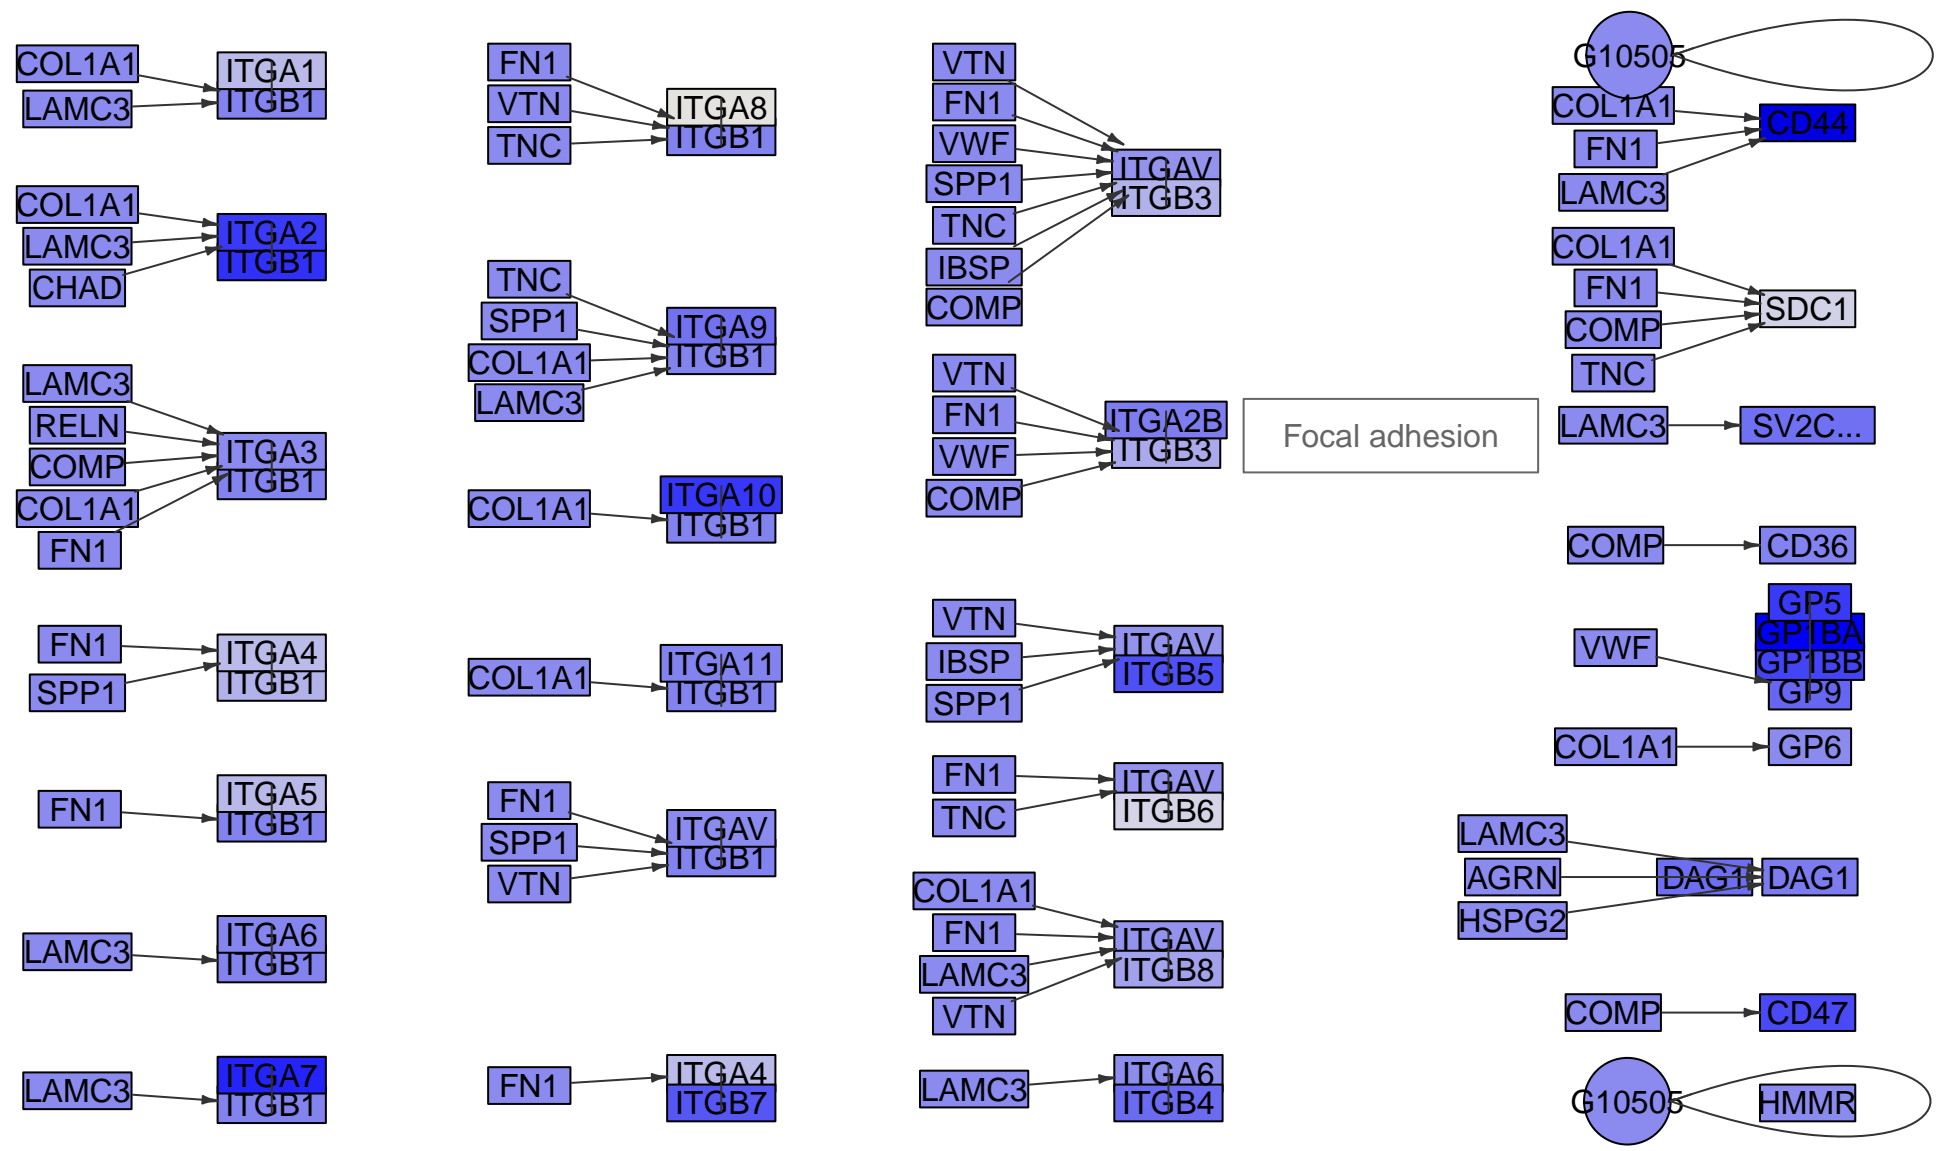 COL1A1
LAMC3
ITGA1
ITGB1
COL1A1
LAMC3
CHAD
ITGA2
ITGB1
LAMC3
RELN
COMP
COL1A1
FN1
ITGA3
ITGB1
FN1
SPP1
ITGA4
ITGB1
FN1
ITGA5
ITGB1
LAMC3
ITGA6
ITGB1
LAMC3
ITGA7
ITGB1
FN1
VTN
TNC
ITGA8
ITGB1
TNC
SPP1
COL1A1
LAMC3
ITGA9
ITGB1
COL1A1
ITGA10
ITGB1
COL1A1
ITGA11
ITGB1
FN1
SPP1
VTN
ITGAV
ITGB1
FN1
ITGA4
ITGB7
VTN
FN1
VWF
SPP1
TNC
IBSP
COMP
ITGAV
ITGB3
VTN
FN1
VWF
COMP
ITGA2B
ITGB3
Focal adhesion
VTN
IBSP
SPP1
ITGAV
ITGB5
FN1
TNC
ITGAV
ITGB6
COL1A1
FN1
LAMC3
VTN
ITGAV
ITGB8
LAMC3
ITGA6
ITGB4
G10505
COL1A1
FN1
LAMC3
CD44
COL1A1
FN1
COMP
TNC
SDC1
LAMC3
SV2C...
COMP
CD36
VWF
GP5
GP1BA
GP1BB
GP9
COL1A1
GP6
LAMC3
AGRN
HSPG2
DAG1
DAG1
COMP
CD47
G10505
HMMR